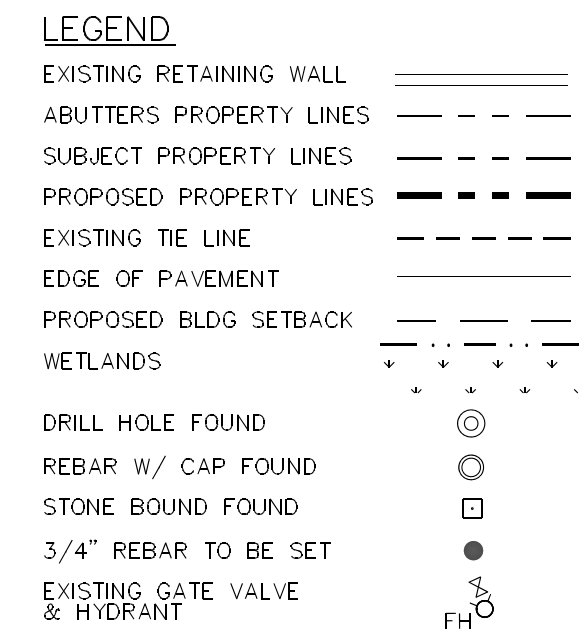 LEGEND
EXISTING RETAINING WALL
ABUTTERS PROPERTY LINES
SUBJECT PROPERTY LINES
PROPOSED PROPERTY LINES
EXISTING TIE LINE
EDGE OF PAVEMENT
PROPOSED BLDG SETBACK
WETLANDS
DRILL HOLE FOUND
REBAR W/ CAP FOUND
STONE BOUND FOUND
3/4" REBAR TO BE SET
EXISTING GATE VALVE
& HYDRANT
FH